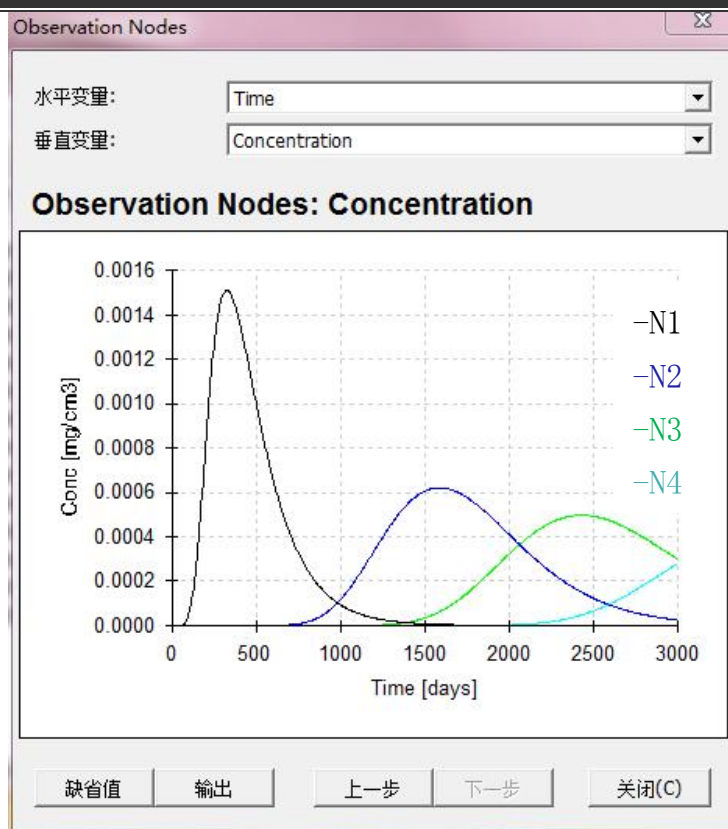 Observation Nodes
水平变量: Time
垂直变量: Concentration
Observation Nodes: Concentration
0.0016
0.0014
0.0012
0.0010
0.0008
0.0006
0.0004
0.0002
0.0000
Conc [mg/cm3]
-N1
-N2
-N3
-N4
0 500 1000 1500 2000 2500 3000
Time [days]
缺省值 输出 上一步 下一步 关闭(C)